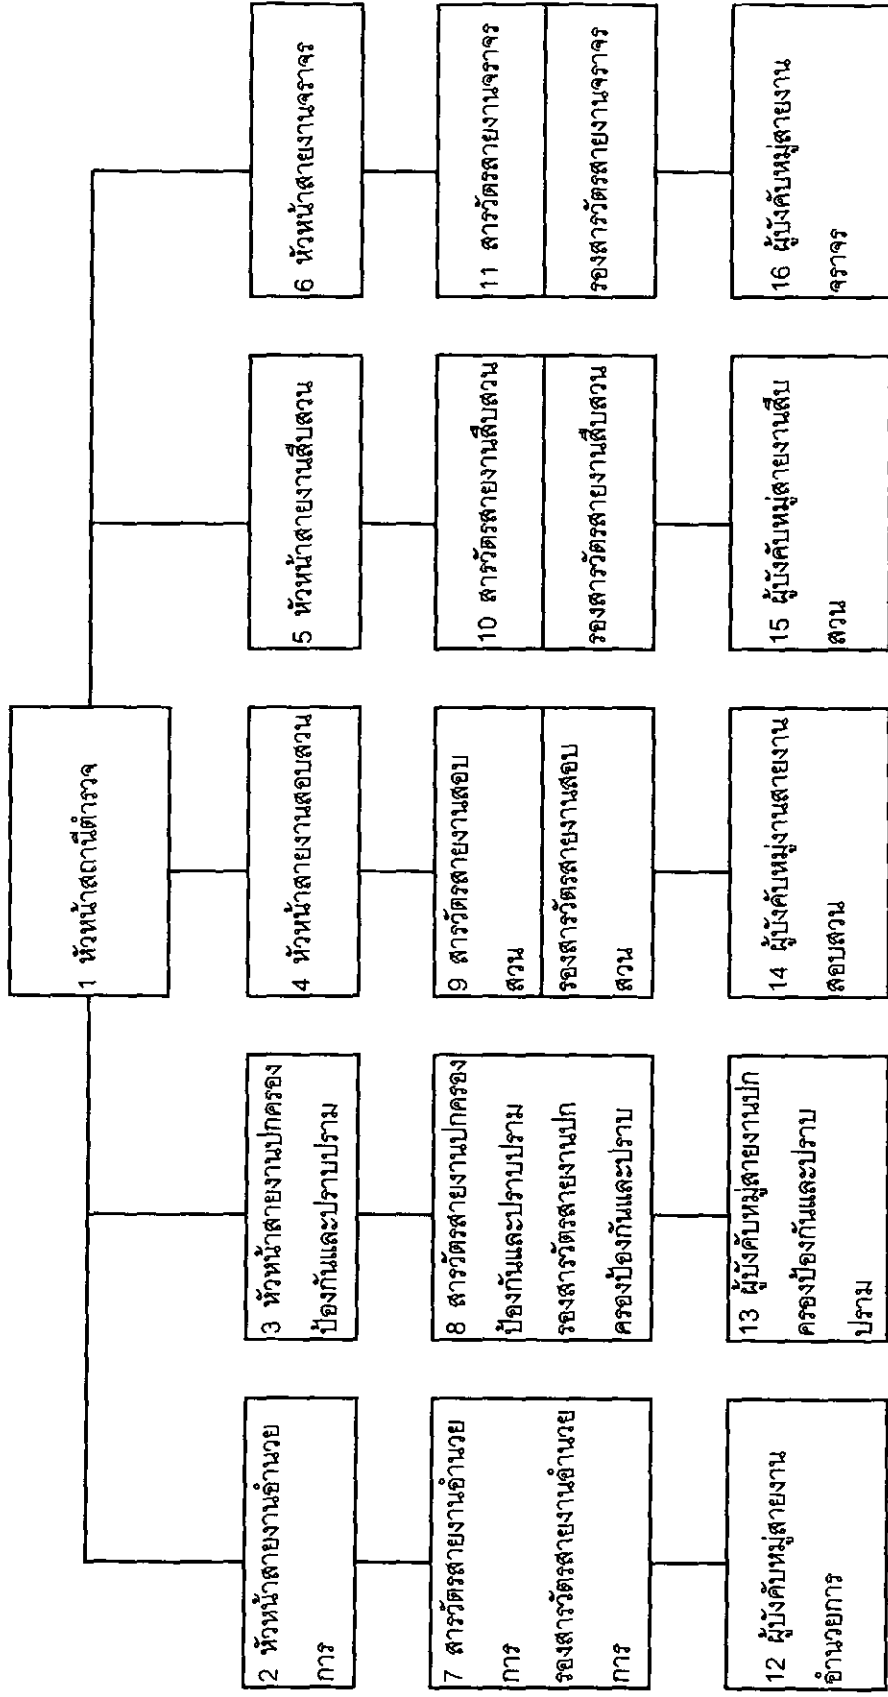 1 หัวหน้าสถานีตำรวจ
2 หัวหน้าสายงานอำนวย
การ
3 หัวหน้าสายงานปกครอง
ป้องกันและปราบปราม
4 หัวหน้าสายงานสอบสวน
5 หัวหน้าสายงานสืบสวน
6 หัวหน้าสายงานจราจร
7 สารวัตรสายงานอำนวย
การ
รองสารวัตรสายงานอำนวย
การ
8 สารวัตรสายงานปกครอง
ป้องกันและปราบปราม
รองสารวัตรสายงานปก
ครองป้องกันและปราบ
9 สารวัตรสายงานสอบ
สวน
รองสารวัตรสายงานสอบ
สวน
10 สารวัตรสายงานสืบสวน
รองสารวัตรสายงานสืบสวน
11 สารวัตรสายงานจราจร
รองสารวัตรสายงานจราจร
12 ผู้บังคับหมู่สายงาน
อำนวยการ
13 ผู้บังคับหมู่สายงานปก
ครองป้องกันและปราบ
ปราม
14 ผู้บังคับหมู่งานสายงาน
สอบสวน
15 ผู้บังคับหมู่สายงานสืบ
สวน
16 ผู้บังคับหมู่สายงาน
จราจร